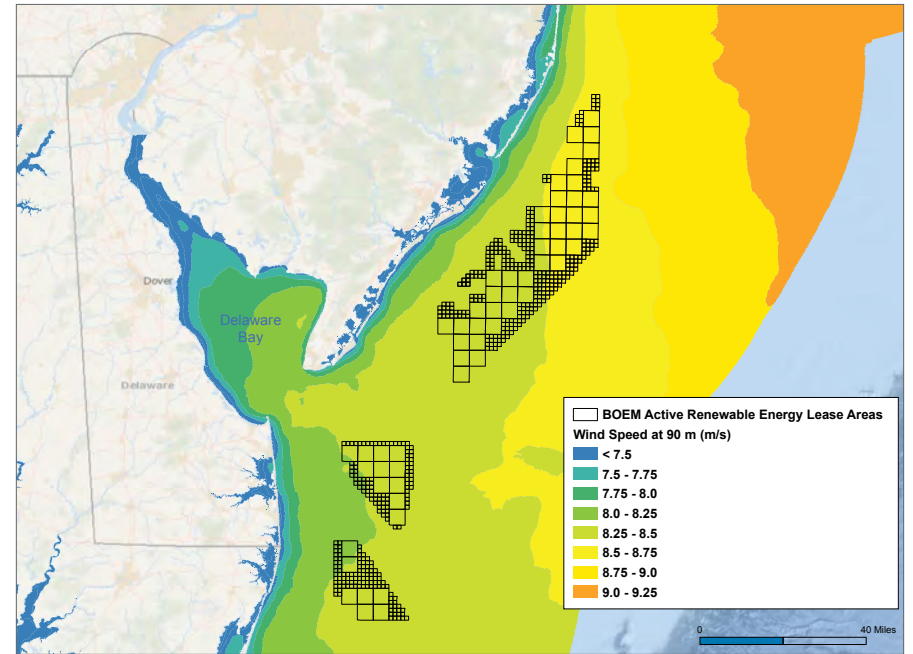 Dover
Delaware
Bay
Delaware
BOEM Active Renewable Energy Lease Areas
Wind Speed at 90 m (m/s)
< 7.5
7.5 - 7.75
7.75 - 8.0
8.0 - 8.25
8.25 - 8.5
8.5 - 8.75
8.75 - 9.0
9.0 - 9.25
0
40 Miles